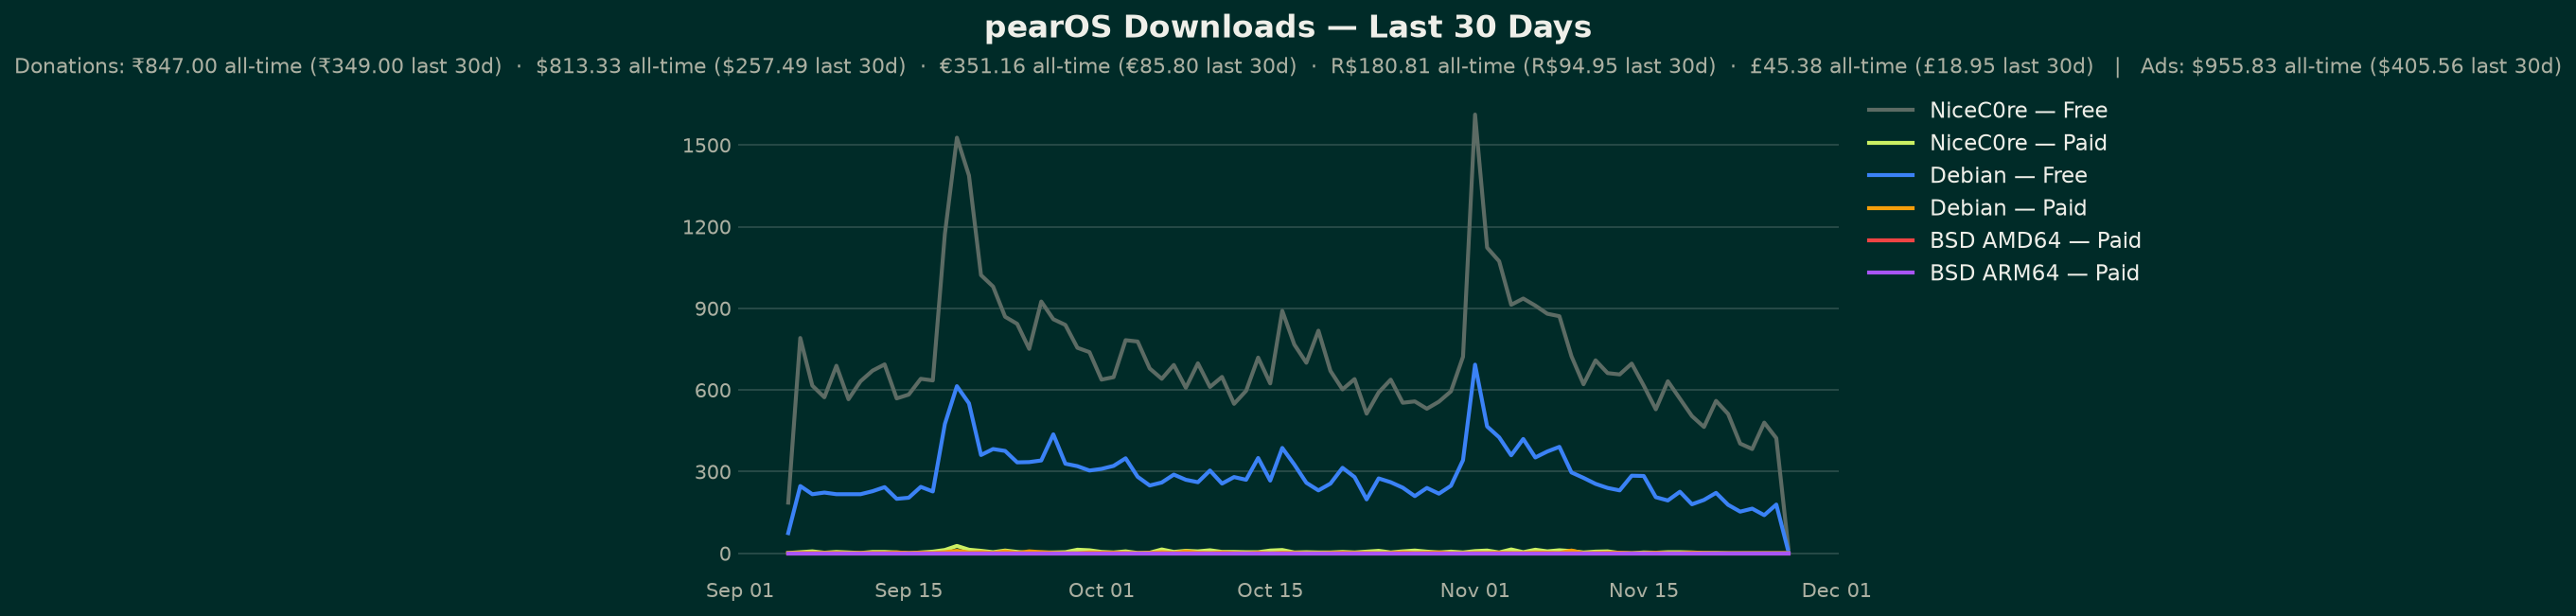 pearOS Downloads — Last 30 Days
Donations: ₹847.00 all-time (₹349.00 last 30d) · $813.33 all-time ($257.49 last 30d) · €351.16 all-time (€85.80 last 30d) · R$180.81 all-time (R$94.95 last 30d) · £45.38 all-time (£18.95 last 30d) | Ads: $955.83 all-time ($405.56 last 30d)
NiceC0re — Free
NiceC0re — Paid
Debian — Free
Debian — Paid
BSD AMD64 — Paid
BSD ARM64 — Paid
1500
1200
900
600
300
0
Sep 01 Sep 15 Oct 01 Oct 15 Nov 01 Nov 15 Dec 01